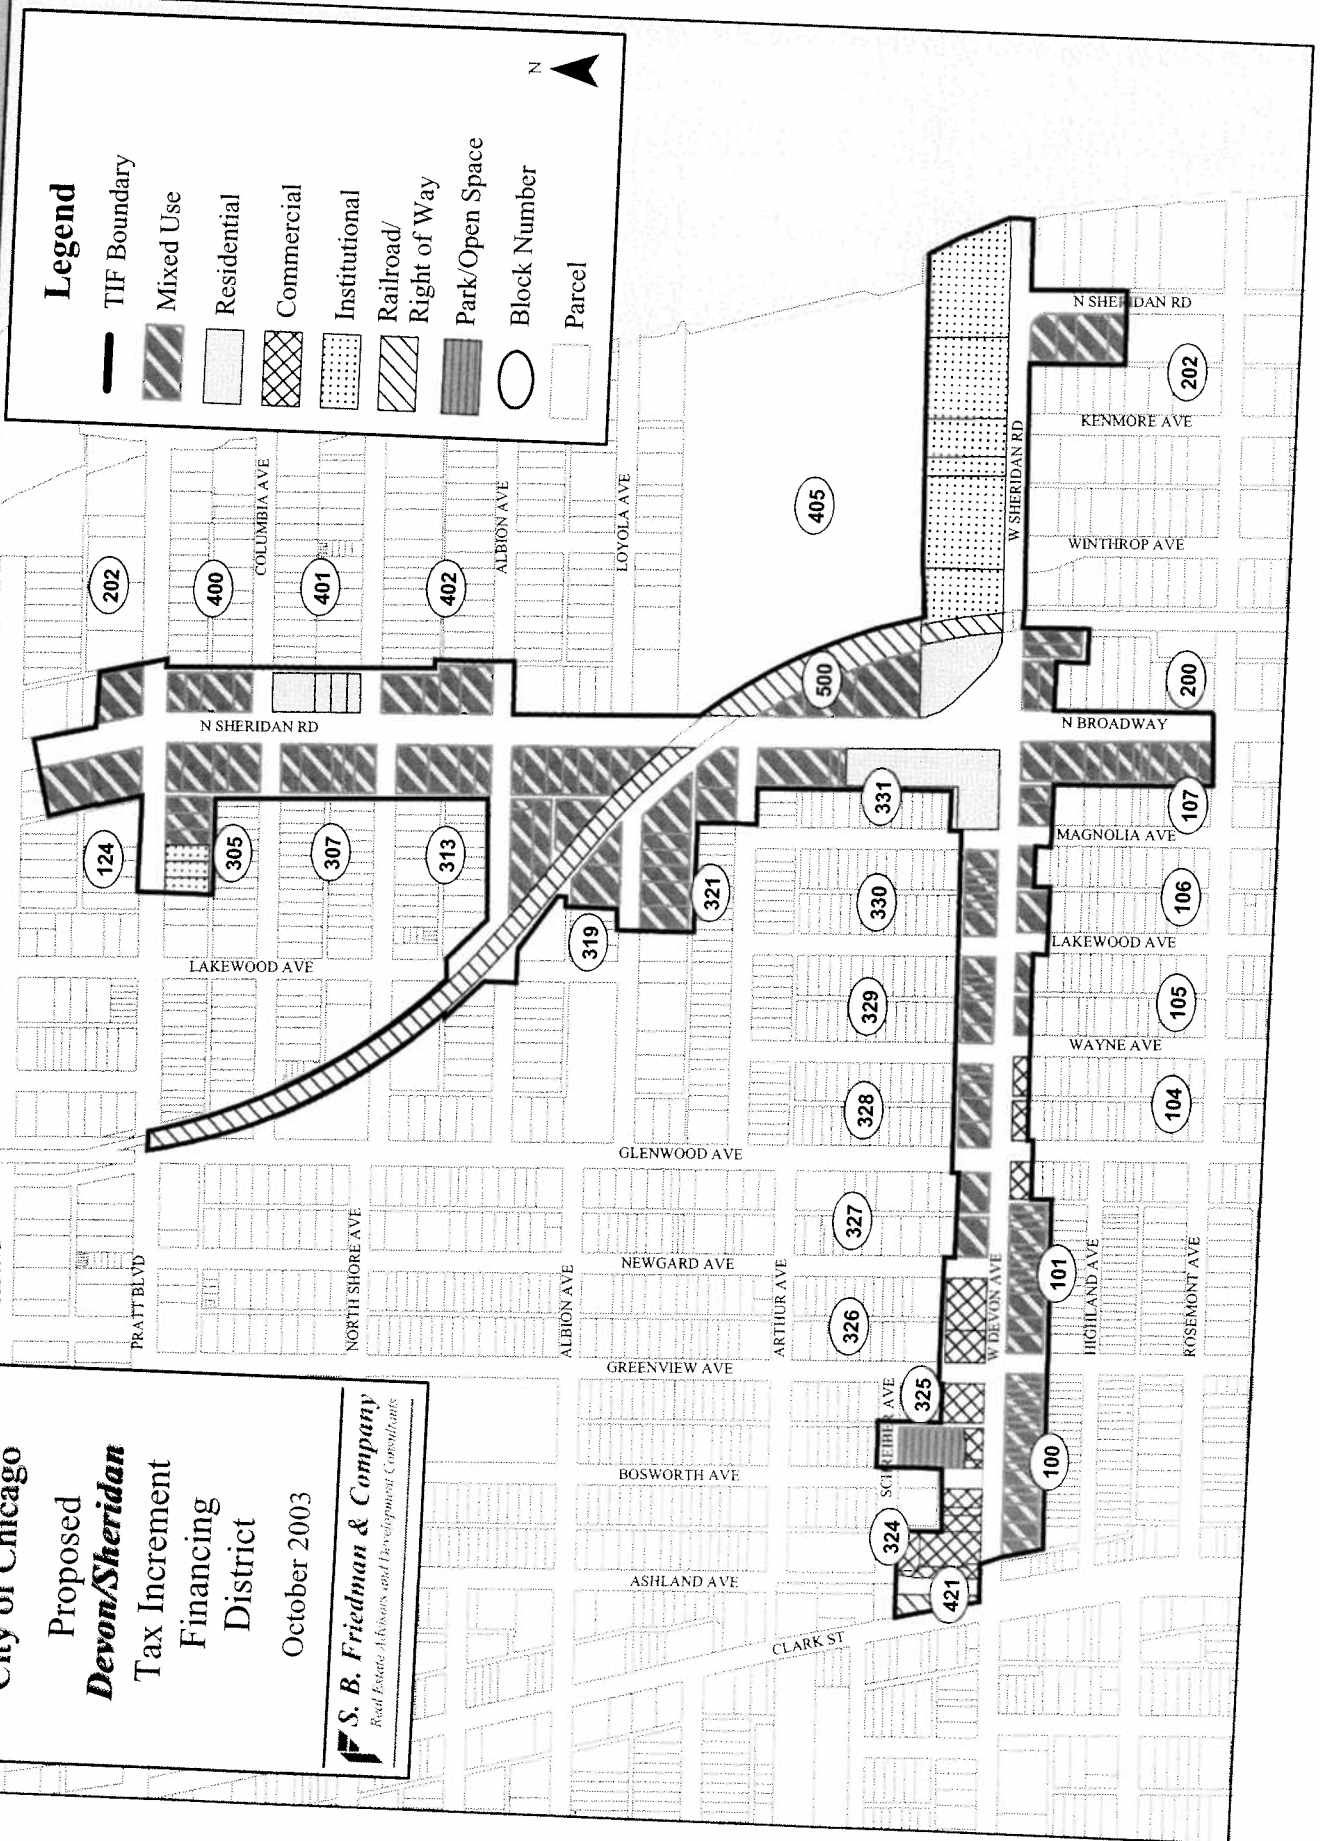 City of Chicago
Proposed
Devon/Sheridan
Tax Increment
Financing
District
October 2003
S. B. Friedman & Company
Real Estate Advisors and Development Consultants
Legend
TIF Boundary
Mixed Use
Residential
Commercial
Institutional
Railroad/
Right of Way
Park/Open Space
Block Number
Parcel
N
202
400
COLUMBIA AVE
401
402
ALBION AVE
LOYOLA AVE
405
N SHERIDAN RD
124
305
307
313
LAKEWOOD AVE
319
321
331
500
330
329
328
327
326
325
324
421
GLENWOOD AVE
PRATT BLVD
NORTH SHORE AVE
ALBION AVE
NEWGARD AVE
ARTHUR AVE
GREENVIEW AVE
SCHREIBER AVE
BOSWORTH AVE
ASHLAND AVE
CLARK ST
W DEVON AVE
W SHERIDAN RD
N SHERIDAN RD
202
KENMORE AVE
WINTHROP AVE
200
N BROADWAY
107
MAGNOLIA AVE
106
LAKEWOOD AVE
105
WAYNE AVE
104
101
HIGHLAND AVE
ROSEMONT AVE
100